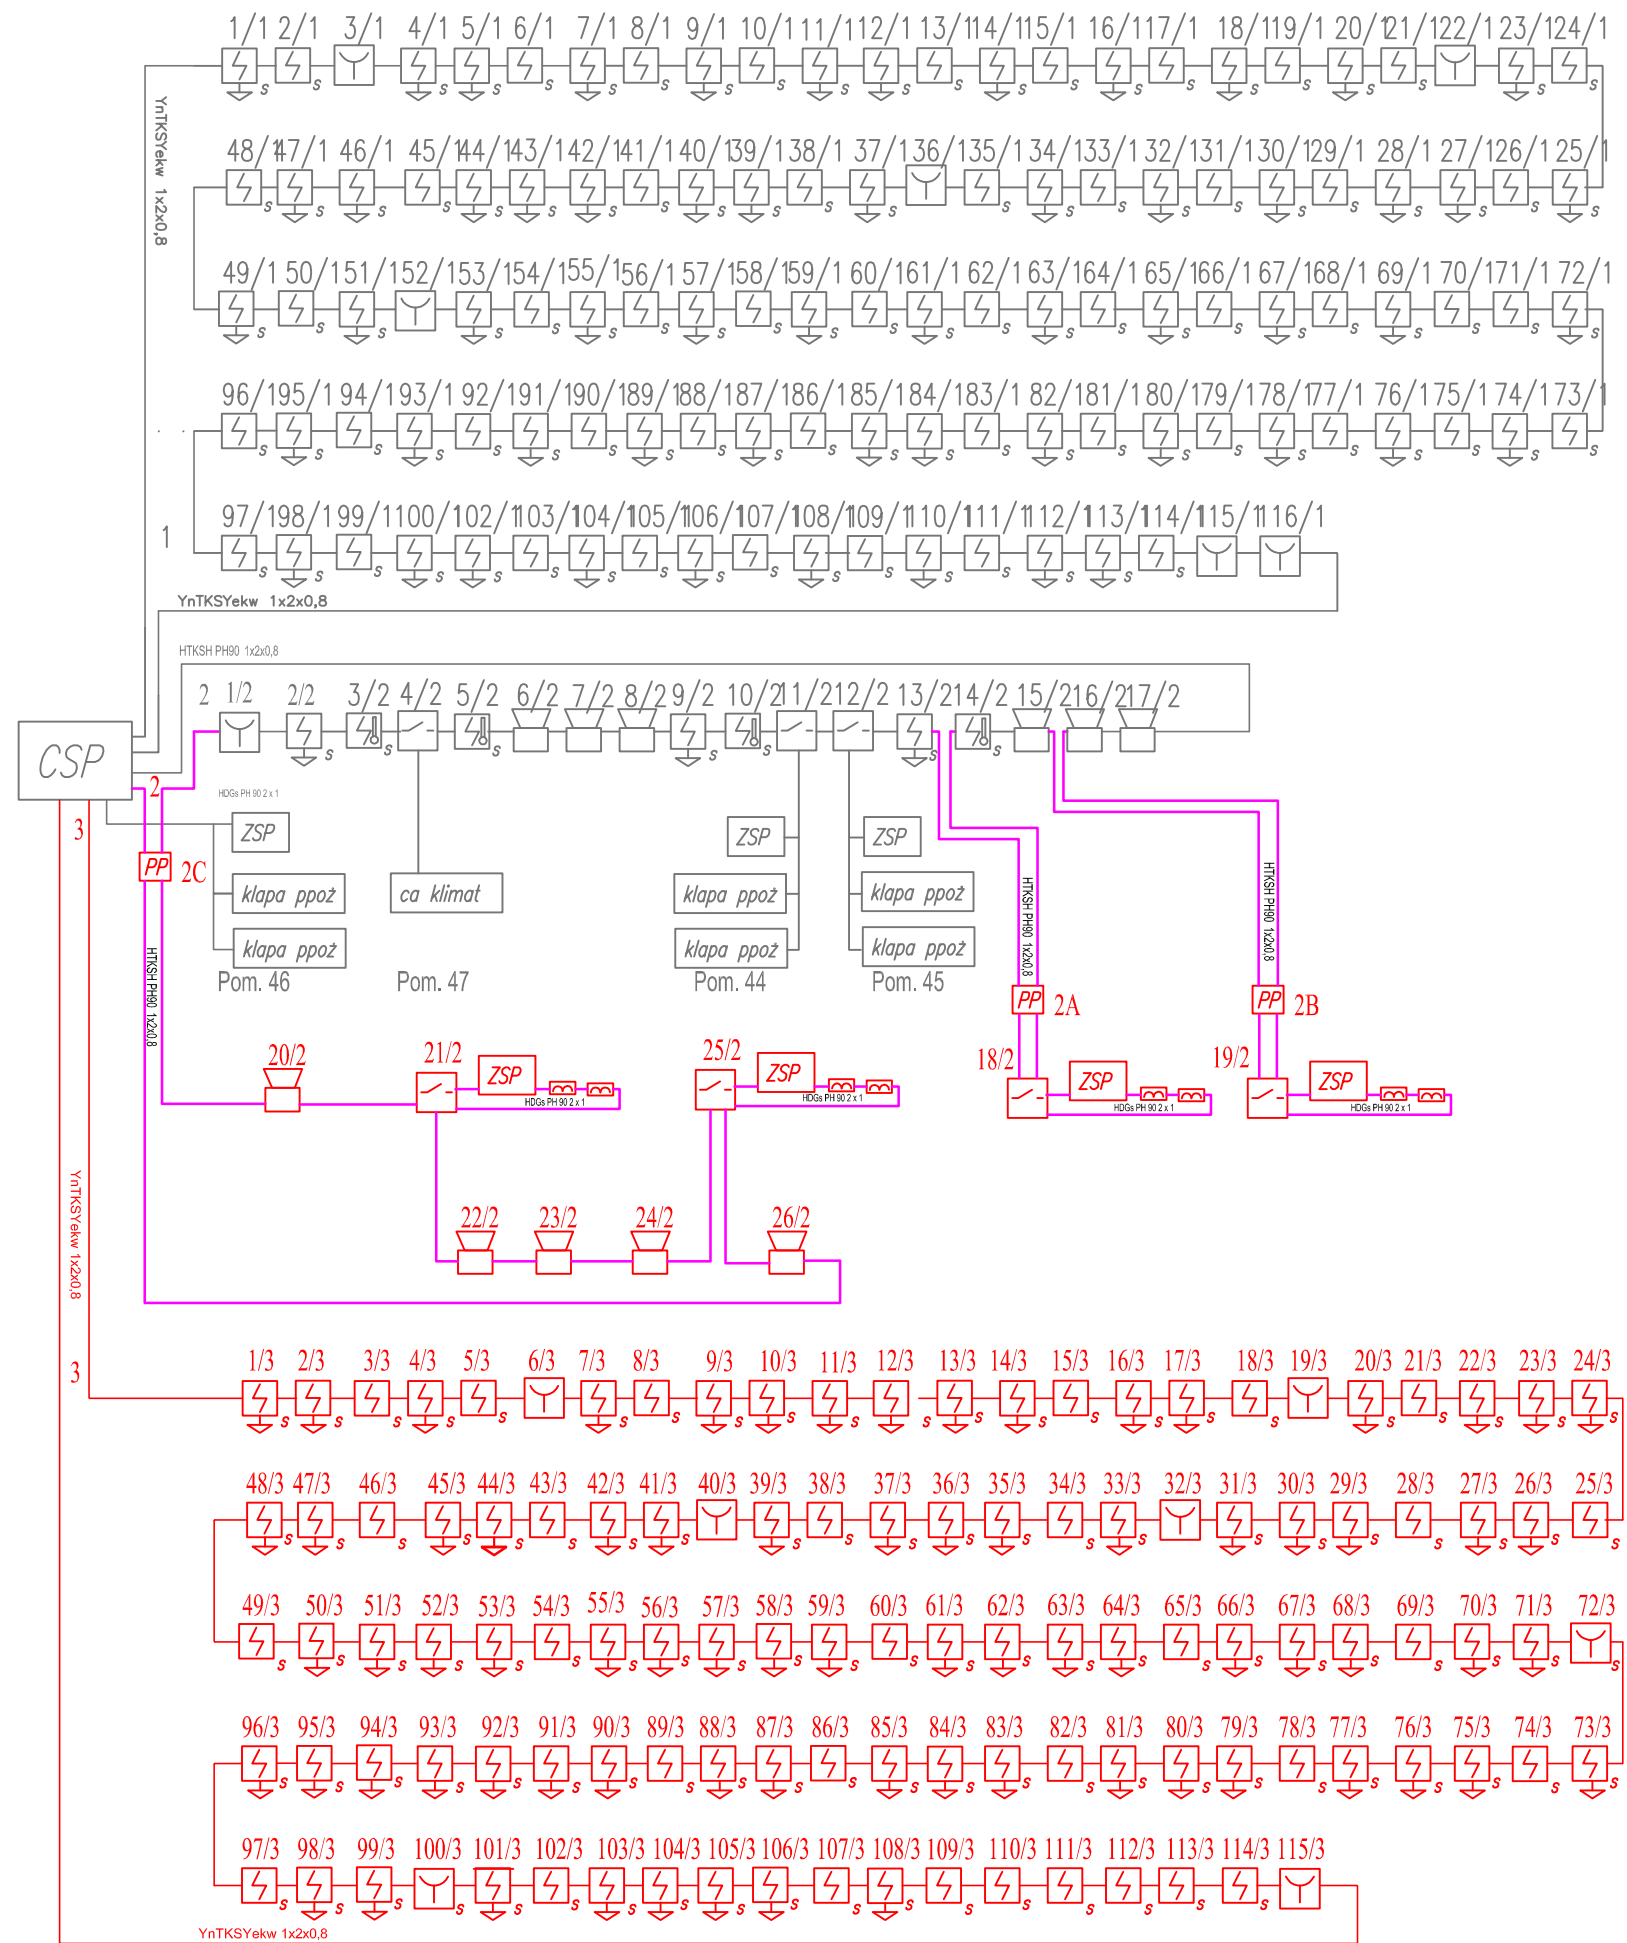 1/1 2/1 3/1 4/1 5/1 6/1 7/1 8/1 9/1 10/1 11/1 12/1 13/1 14/1 15/1 16/1 17/1 18/1 19/1 20/1 21/1 22/1 23/1 24/1
S S S S S S S S S S S S S S S S S S S S S S
YnTKSYekw 1x2x0,8
48/1 47/1 46/1 45/1 44/1 43/1 42/1 41/1 40/1 39/1 38/1 37/1 36/1 35/1 34/1 33/1 32/1 31/1 30/1 29/1 28/1 27/1 26/1 25/1
S S S S S S S S S S S S S S S S S S S S S S S
49/1 50/1 51/1 52/1 53/1 54/1 55/1 56/1 57/1 58/1 59/1 60/1 61/1 62/1 63/1 64/1 65/1 66/1 67/1 68/1 69/1 70/1 71/1 72/1
S S S S S S S S S S S S S S S S S S S S S S S
96/1 95/1 94/1 93/1 92/1 91/1 90/1 89/1 88/1 87/1 86/1 85/1 84/1 83/1 82/1 81/1 80/1 79/1 78/1 77/1 76/1 75/1 74/1 73/1
S S S S S S S S S S S S S S S S S S S S S S S S
1
97/1 98/1 99/1 100/1 102/1 103/1 104/1 105/1 106/1 107/1 108/1 109/1 110/1 111/1 112/1 113/1 114/1 115/1 116/1
S S S S S S S S S S S S S S S S S
YnTKSYekw 1x2x0,8
HTKSH PH90 1x2x0,8
2 1/2 2/2 3/2 4/2 5/2 6/2 7/2 8/2 9/2 10/2 11/2 12/2 13/2 14/2 15/2 16/2 17/2
S S S S S S S
CSP
2
3
HDGs PH 90 2 x 1
ZSP ZSP ZSP
PP 2C
klapa ppoż ca klimat klapa ppoż klapa ppoż
klapa ppoż klapa ppoż klapa ppoż
Pom. 46 Pom. 47 Pom. 44 Pom. 45
HTKSH PH90 1x2x0,8
HTKSH PH90 1x2x0,8
HTKSH PH90 1x2x0,8
PP 2A PP 2B
20/2 21/2 ZSP 25/2 ZSP 18/2 ZSP 19/2 ZSP
HDGs PH 90 2 x 1 HDGs PH 90 2 x 1 HDGs PH 90 2 x 1 HDGs PH 90 2 x 1
22/2 23/2 24/2 26/2
YnTKSYekw 1x2x0,8
3
1/3 2/3 3/3 4/3 5/3 6/3 7/3 8/3 9/3 10/3 11/3 12/3 13/3 14/3 15/3 16/3 17/3 18/3 19/3 20/3 21/3 22/3 23/3 24/3
S S S S S S S S S S S S S S S S S S S S S S
48/3 47/3 46/3 45/3 44/3 43/3 42/3 41/3 40/3 39/3 38/3 37/3 36/3 35/3 34/3 33/3 32/3 31/3 30/3 29/3 28/3 27/3 26/3 25/3
S S S S S S S S S S S S S S S S S S S S S S
49/3 50/3 51/3 52/3 53/3 54/3 55/3 56/3 57/3 58/3 59/3 60/3 61/3 62/3 63/3 64/3 65/3 66/3 67/3 68/3 69/3 70/3 71/3 72/3
S S S S S S S S S S S S S S S S S S S S S S S S
96/3 95/3 94/3 93/3 92/3 91/3 90/3 89/3 88/3 87/3 86/3 85/3 84/3 83/3 82/3 81/3 80/3 79/3 78/3 77/3 76/3 75/3 74/3 73/3
S S S S S S S S S S S S S S S S S S S S S S S S
97/3 98/3 99/3 100/3 101/3 102/3 103/3 104/3 105/3 106/3 107/3 108/3 109/3 110/3 111/3 112/3 113/3 114/3 115/3
S S S S S S S S S S S S S S S S S S
YnTKSYekw 1x2x0,8